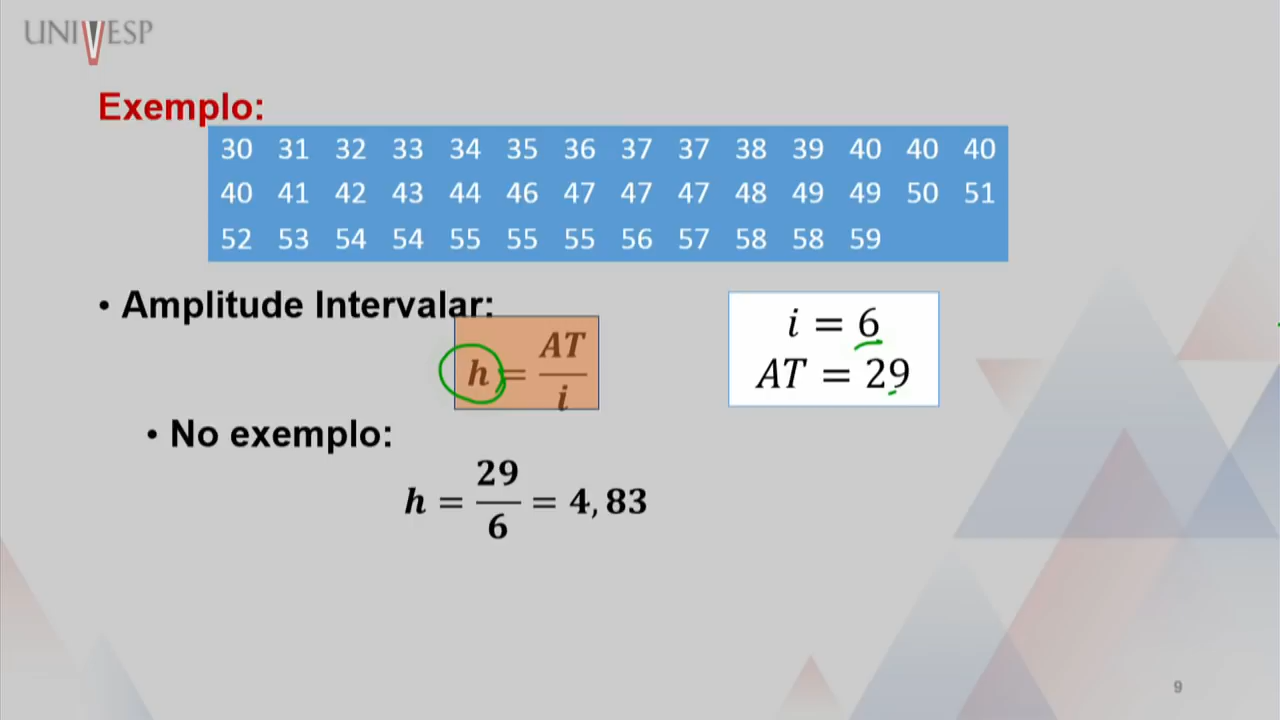 UNIVESP
Exemplo:
30 31 32 33 34 35 36 37 37 38 39 40 40 40
40 41 42 43 44 46 47 47 47 48 49 49 50 51
52 53 54 54 55 55 55 56 57 58 58 59
• Amplitude Intervalar:
h = AT / i
i = 6
AT = 29
• No exemplo:
h = 29 / 6 = 4,83
9